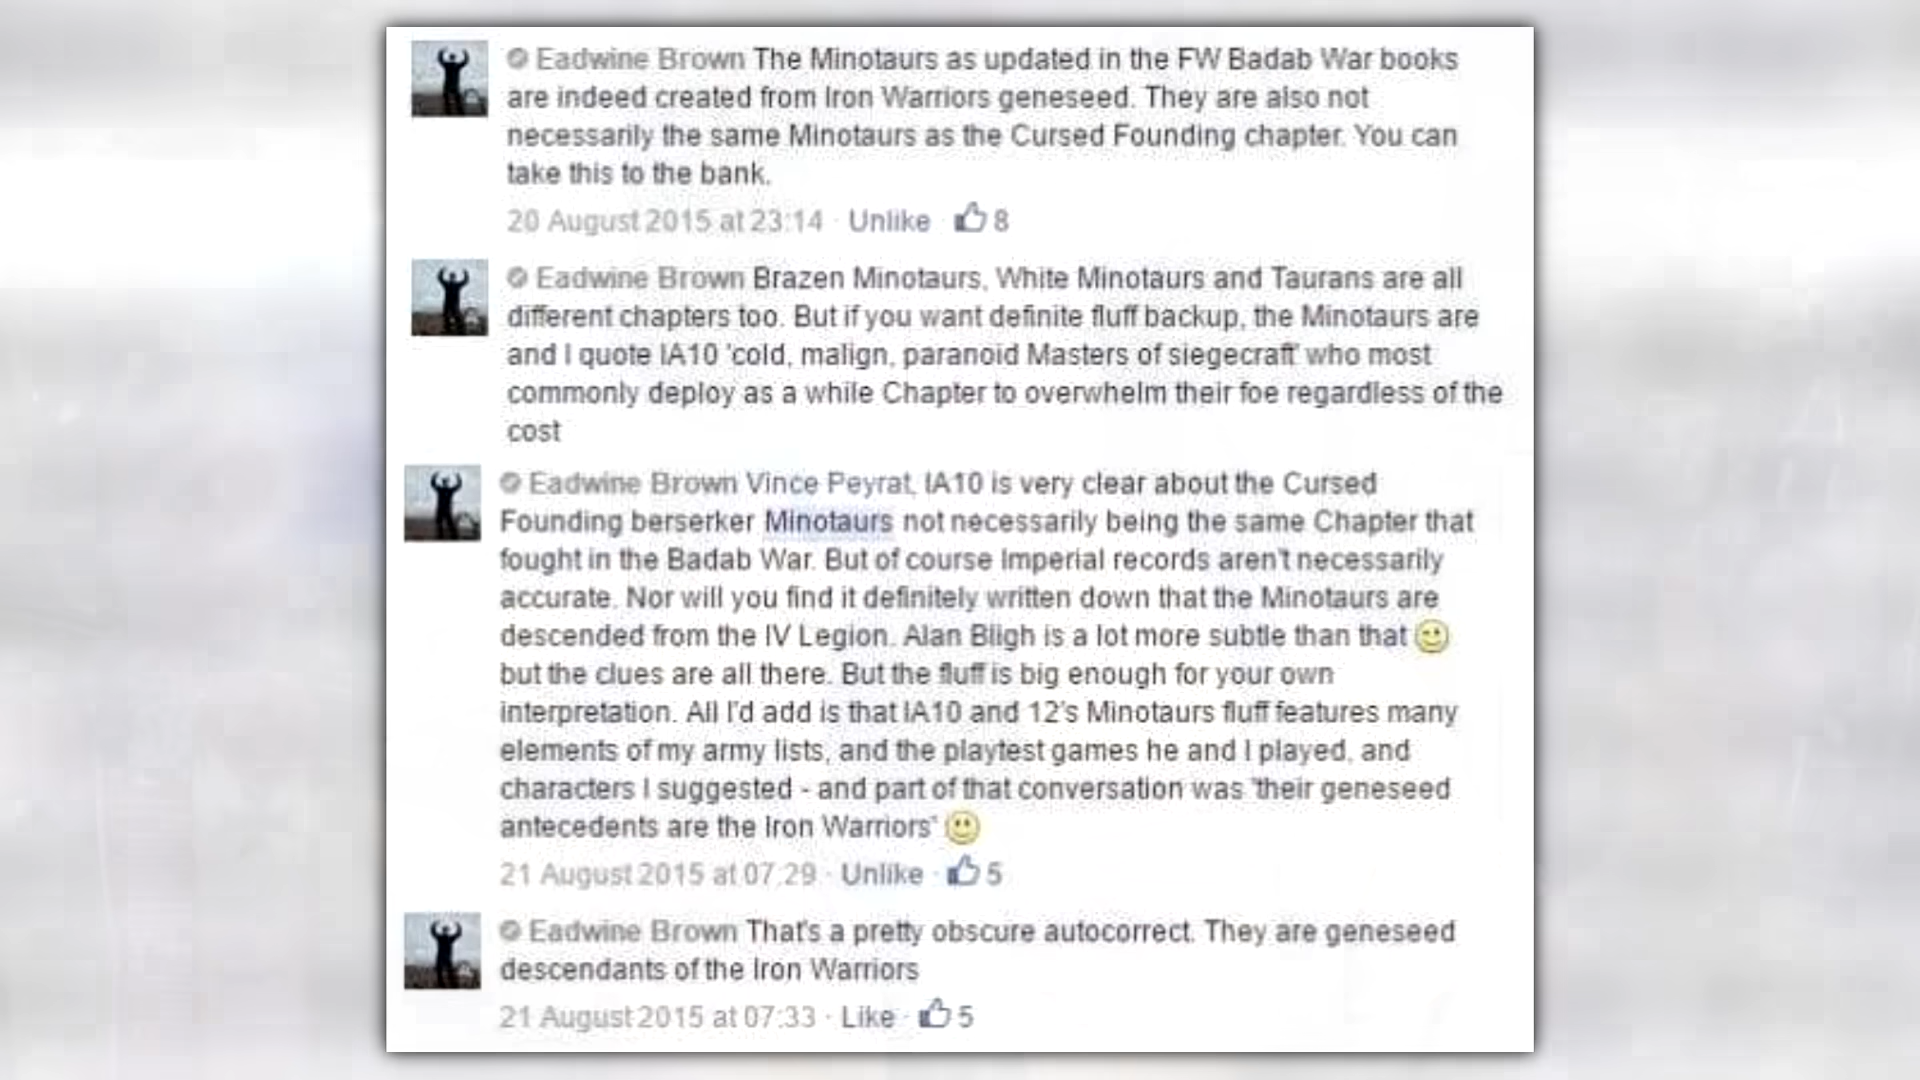 Eadwine Brown The Minotaurs as updated in the FW Badab War books
are indeed created from Iron Warriors geneseed. They are also not
necessarily the same Minotaurs as the Cursed Founding chapter. You can
take this to the bank.
20 August 2015 at 23:14 · Unlike · 8
Eadwine Brown Brazen Minotaurs, White Minotaurs and Taurans are all
different chapters too. But if you want definite fluff backup, the Minotaurs are
and I quote IA10 'cold, malign, paranoid Masters of siegecraft' who most
commonly deploy as a while Chapter to overwhelm their foe regardless of the
cost
Eadwine Brown Vince Peyrat, IA10 is very clear about the Cursed
Founding berserker Minotaurs not necessarily being the same Chapter that
fought in the Badab War. But of course Imperial records aren't necessarily
accurate. Nor will you find it definitely written down that the Minotaurs are
descended from the IV Legion. Alan Bligh is a lot more subtle than that
but the clues are all there. But the fluff is big enough for your own
interpretation. All I'd add is that IA10 and 12's Minotaurs fluff features many
elements of my army lists, and the playtest games he and I played, and
characters I suggested - and part of that conversation was "their geneseed
antecedents are the Iron Warriors"
21 August 2015 at 07:29 · Unlike · 5
Eadwine Brown That's a pretty obscure autocorrect. They are geneseed
descendants of the Iron Warriors
21 August 2015 at 07:33 · Like · 5